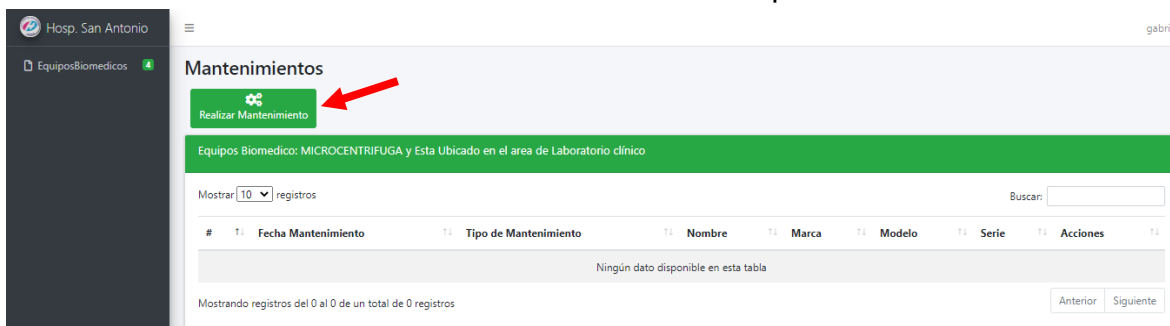 Hosp. San Antonio
gabri
EquiposBiomedicos 4
Mantenimientos
Realizar Mantenimiento
Equipos Biomedico: MICROCENTRIFUGA y Esta Ubicado en el area de Laboratorio clínico
Mostrar 10 registros Buscar:
# Fecha Mantenimiento Tipo de Mantenimiento Nombre Marca Modelo Serie Acciones
Ningún dato disponible en esta tabla
Mostrando registros del 0 al 0 de un total de 0 registros Anterior Siguiente